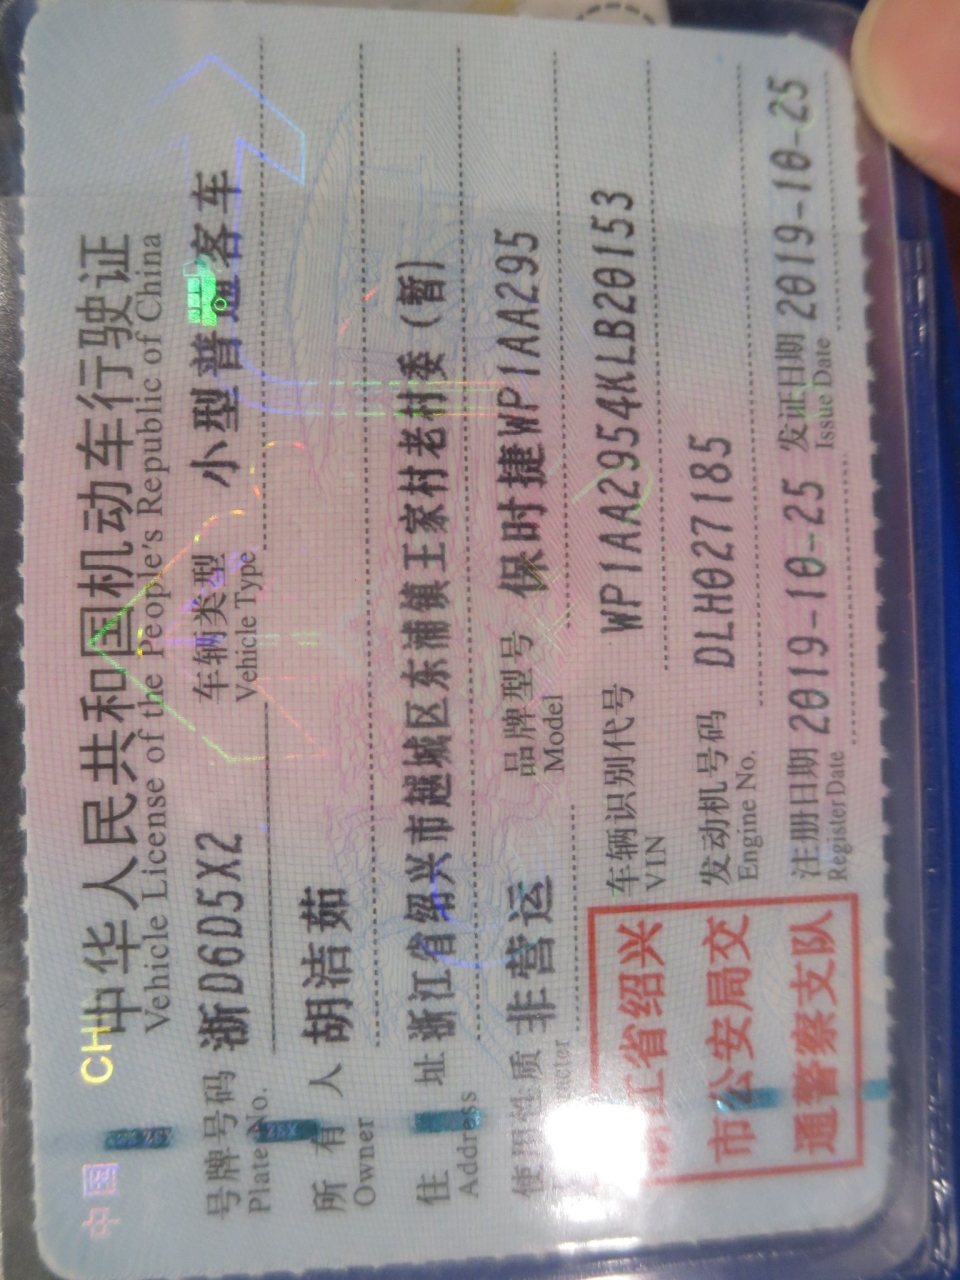 中国 CHI
中华人民共和国机动车行驶证
Vehicle License of the People's Republic of China
号牌号码 浙D6D5X2 车辆类型 小型普通客车
Plate No. Vehicle Type
所有人 胡洁茹
Owner
住址 浙江省绍兴市越城区东浦镇王家村老村委(暂)
Address
使用性质 非营运 品牌型号 保时捷WP1AA295
Model
车辆识别代号 WP1AA2954KLB20153
VIN
发动机号码 DLH027185
Engine No.
注册日期 2019-10-25 发证日期 2019-10-25
Register Date Issue Date
浙江省绍兴
市公安局交
通警察支队